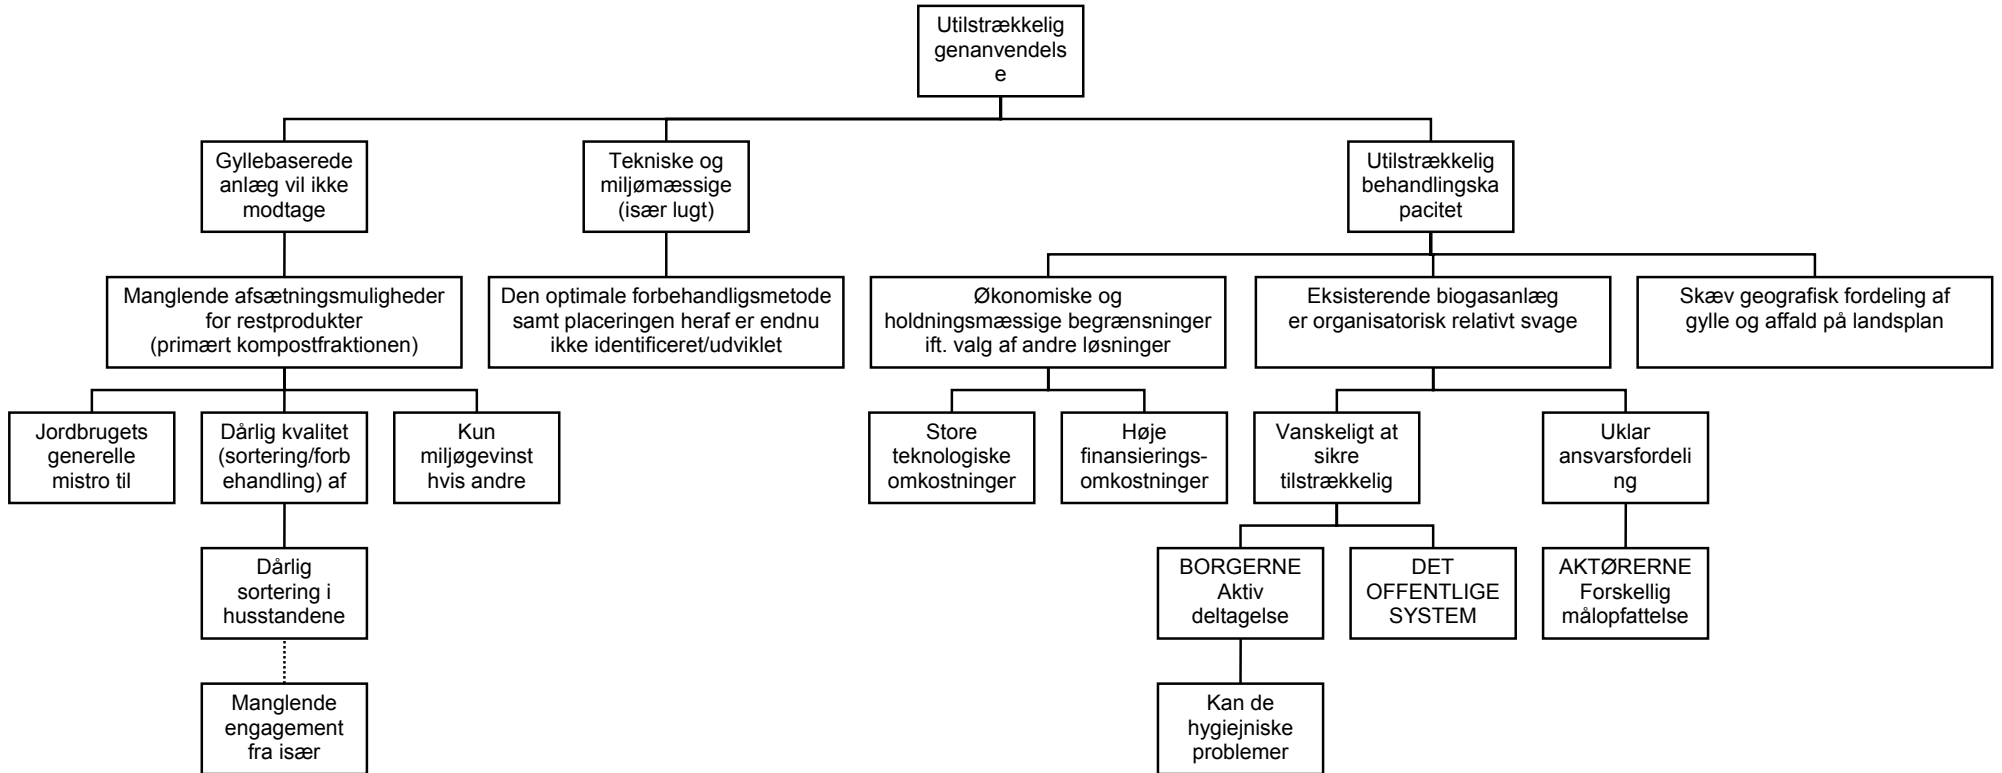 Utilstrækkelig
genanvendels
e
Gyllebaserede
anlæg vil ikke
modtage
Tekniske og
miljømæssige
(især lugt)
Utilstrækkelig
behandlingska
pacitet
Manglende afsætningsmuligheder
for restprodukter
(primært kompostfraktionen)
Den optimale forbehandligsmetode
samt placeringen heraf er endnu
ikke identificeret/udviklet
Økonomiske og
holdningsmæssige begrænsninger
ift. valg af andre løsninger
Eksisterende biogasanlæg
er organisatorisk relativt svage
Skæv geografisk fordeling af
gylle og affald på landsplan
Jordbrugets
generelle
mistro til
Dårlig kvalitet
(sortering/forb
ehandling) af
Kun
miljøgevinst
hvis andre
Store
teknologiske
omkostninger
Høje
finansierings-
omkostninger
Vanskeligt at
sikre
tilstrækkelig
Uklar
ansvarsfordeli
ng
Dårlig
sortering i
husstandene
BORGERNE
Aktiv
deltagelse
DET
OFFENTLIGE
SYSTEM
AKTØRERNE
Forskellig
målopfattelse
Manglende
engagement
fra især
Kan de
hygiejniske
problemer